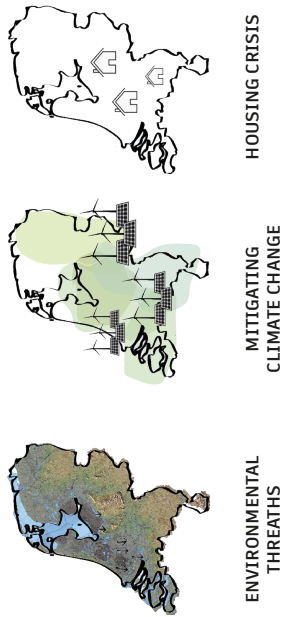 HOUSING CRISIS
MITIGATING
CLIMATE CHANGE
ENVIRONMENTAL
THREATHS